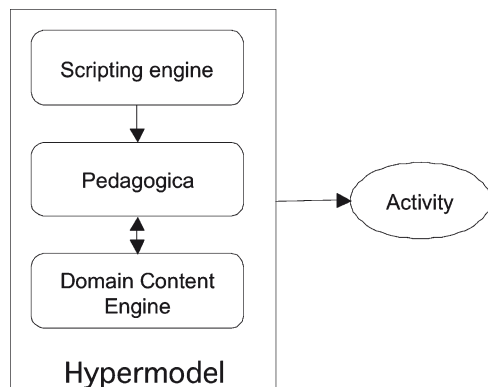 Scripting engine
Pedagogica
Activity
Domain Content
Engine
Hypermodel